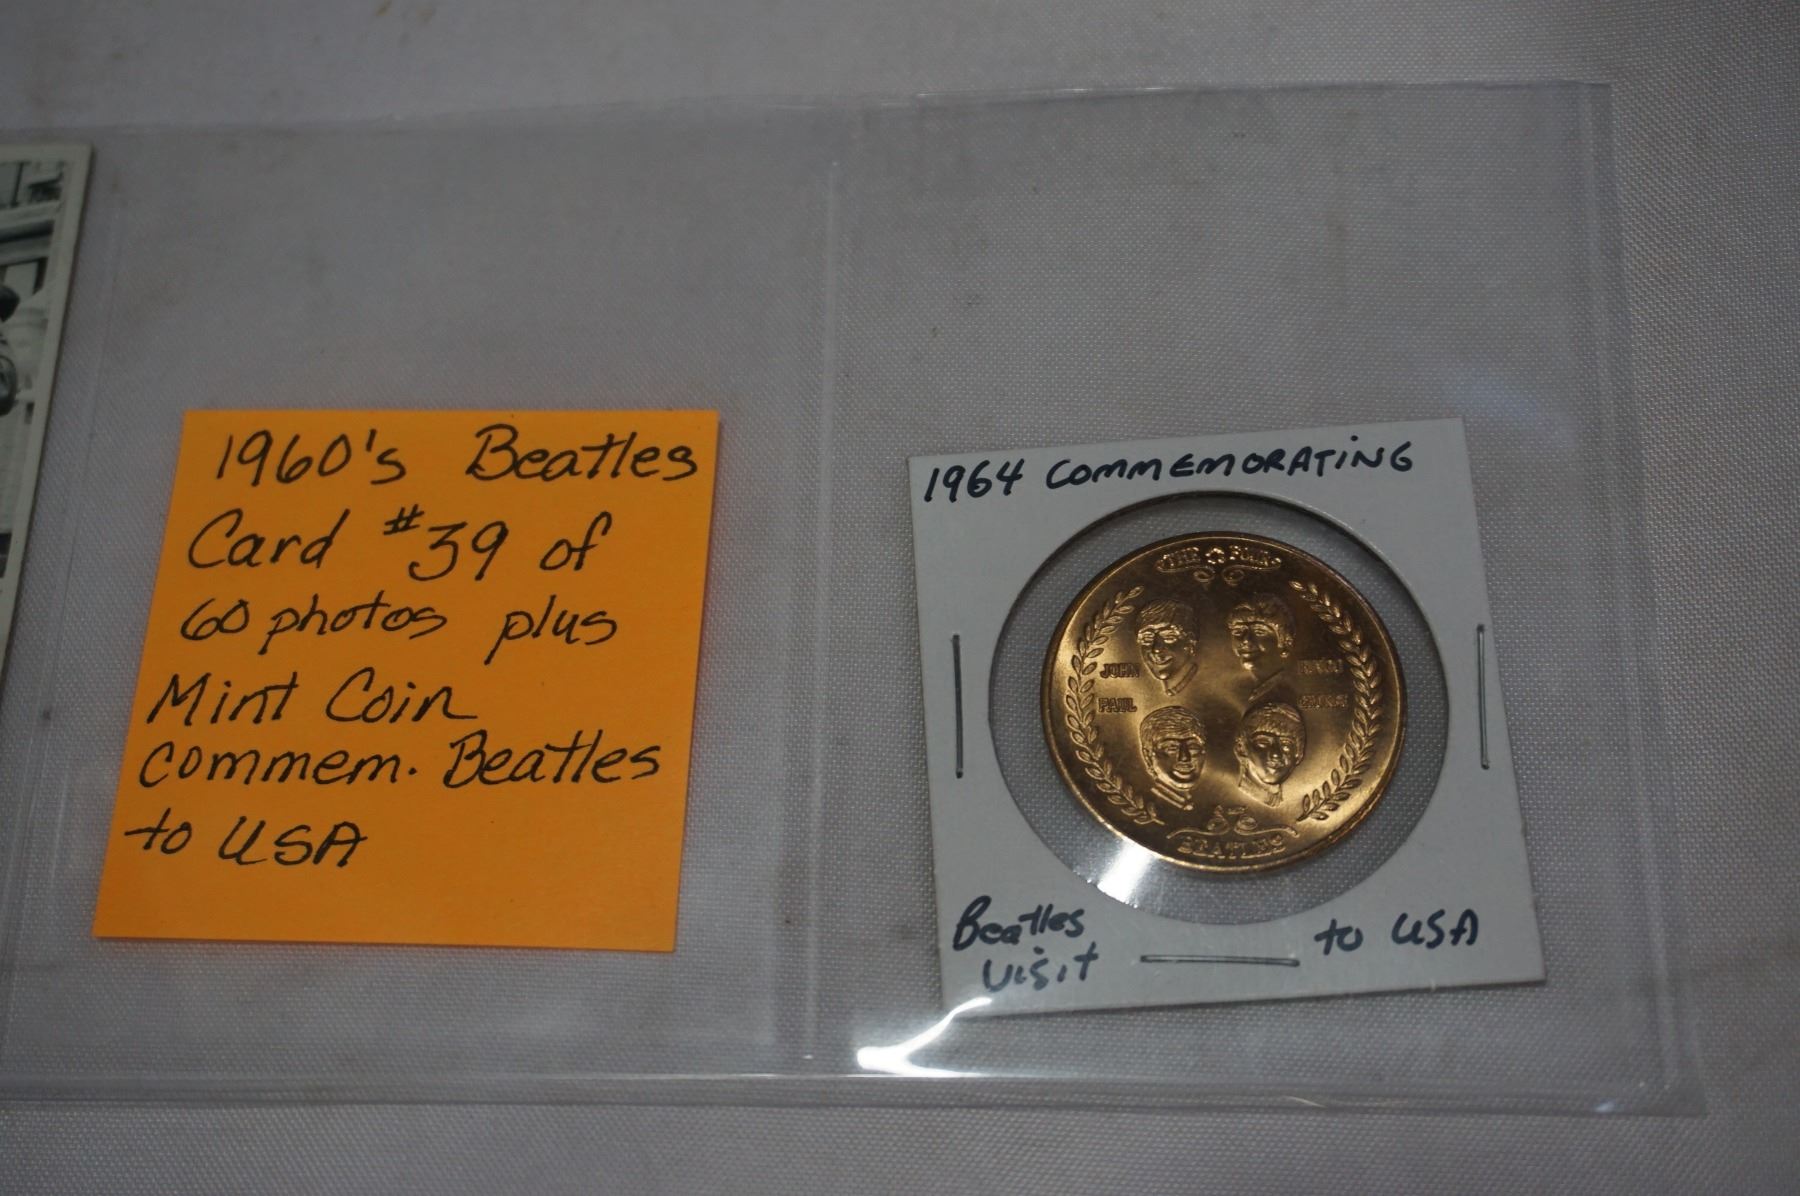 1960's Beatles
Card #39 of
60 photos plus
Mint Coin
commem. Beatles
to USA
1964 COMMEMORATING
THE FOUR
JOHN
RINGO
PAUL
GEORGE
BEATLES
Beatles
Visit
to USA